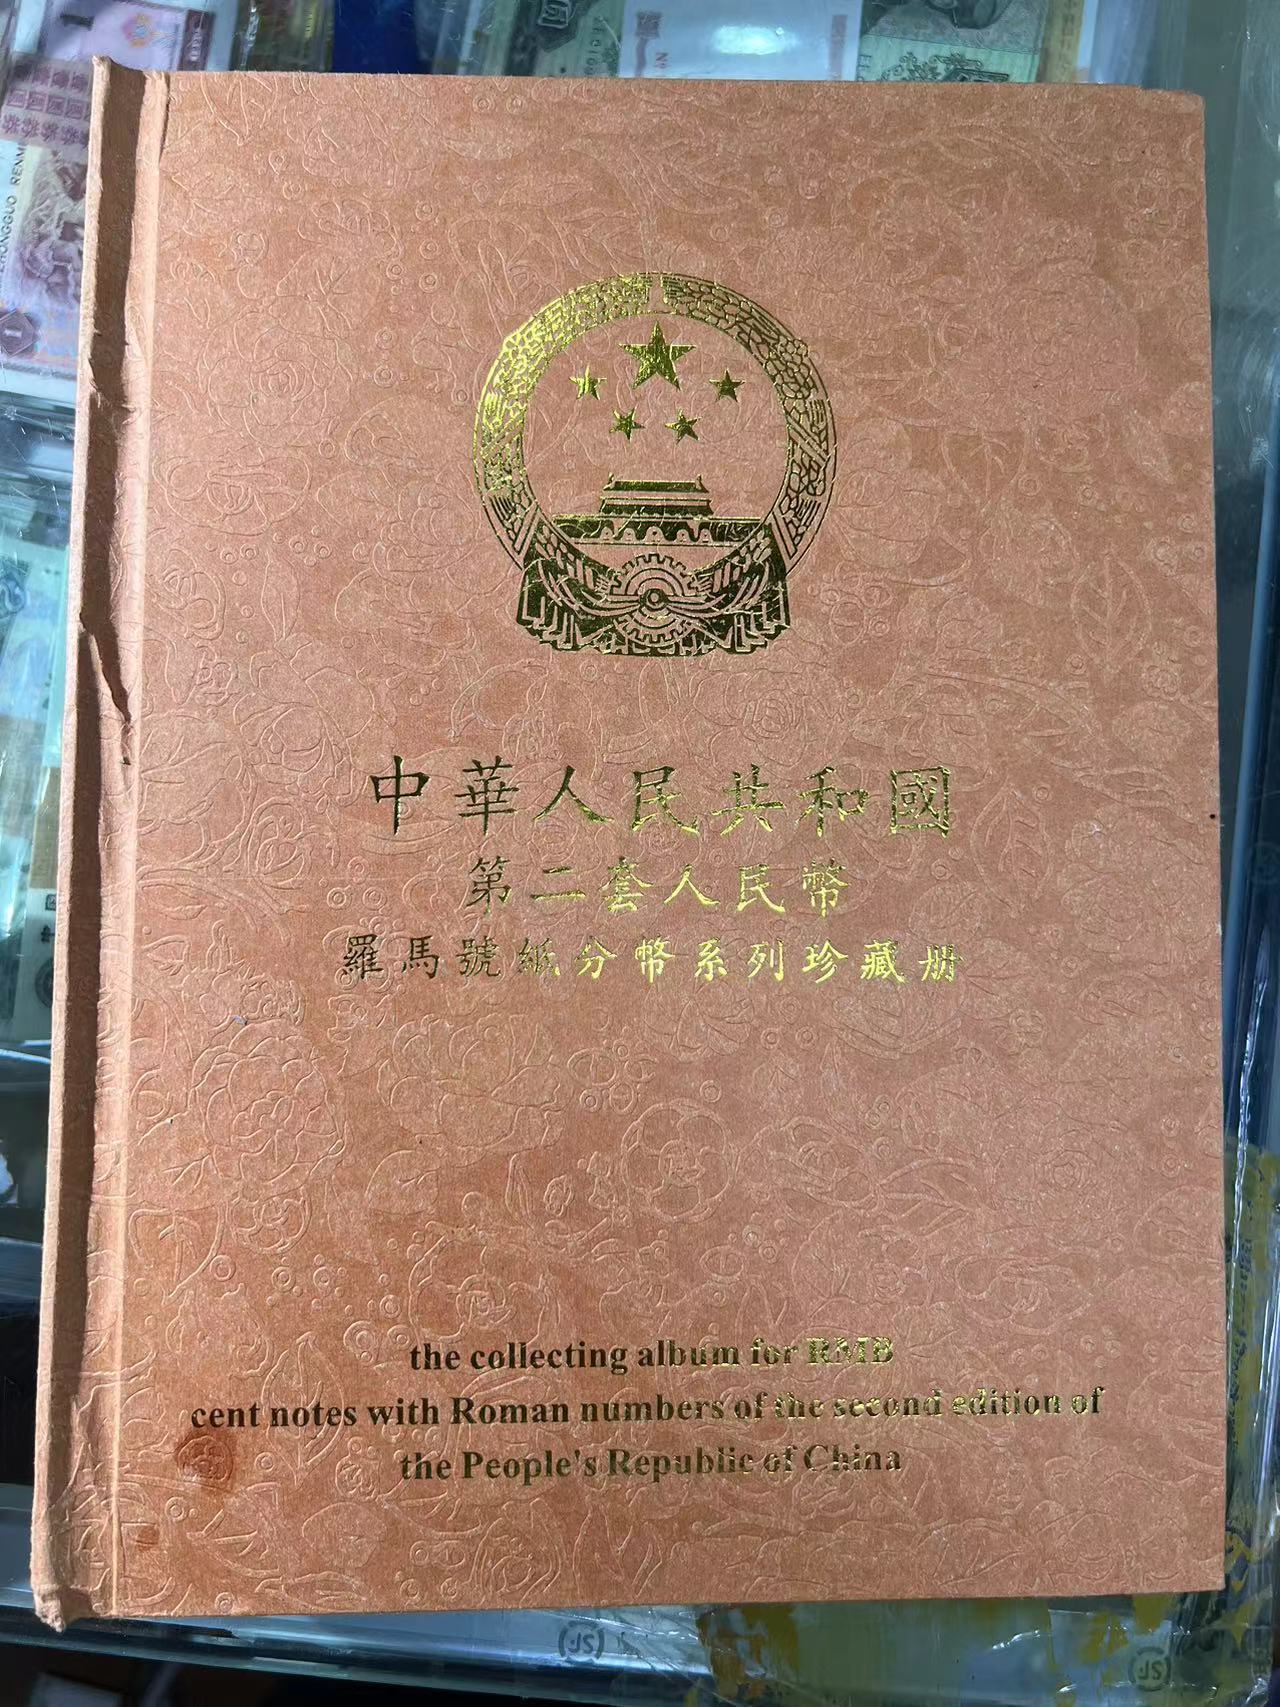 中華人民共和國
第二套人民幣
羅馬號紙分幣系列珍藏册
the collecting album for RMB
cent notes with Roman numbers of the second edition of
the People's Republic of China